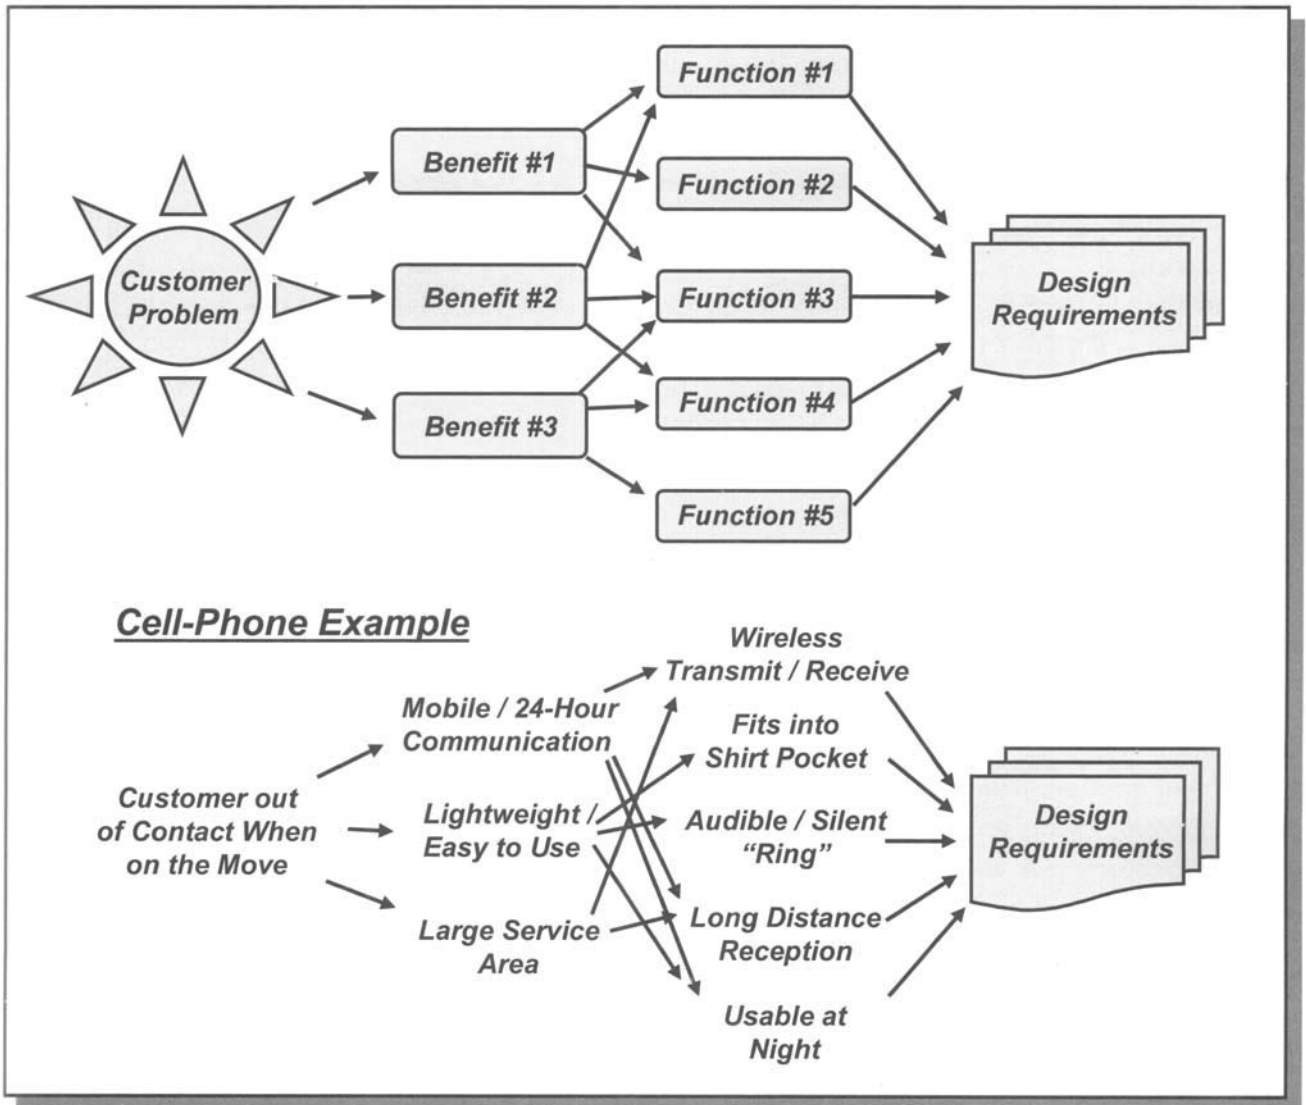 Function #1
Benefit #1
Function #2
Customer
Problem
Benefit #2
Function #3
Design
Requirements
Benefit #3
Function #4
Function #5
Cell-Phone Example
Wireless
Transmit / Receive
Mobile / 24-Hour
Communication
Fits into
Shirt Pocket
Customer out
of Contact When
on the Move
Lightweight /
Easy to Use
Audible / Silent
“Ring”
Design
Requirements
Large Service
Area
Long Distance
Reception
Usable at
Night